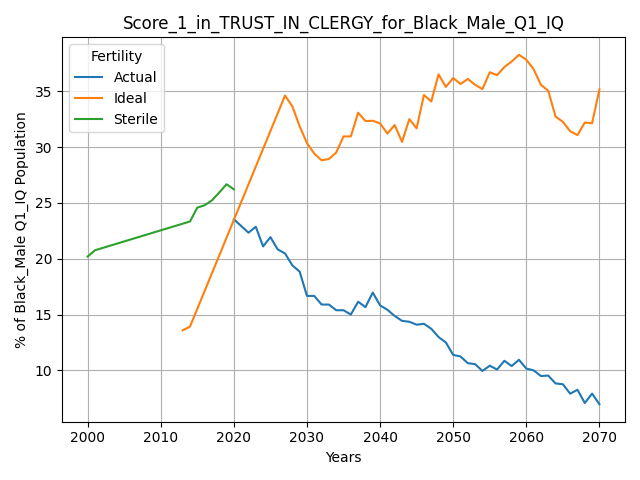 Score_1_in_TRUST_IN_CLERGY_for_Black_Male_Q1_IQ
Fertility
Actual
Ideal
Sterile
% of Black_Male Q1_IQ Population
35
30
25
20
15
10
2000 2010 2020 2030 2040 2050 2060 2070
Years